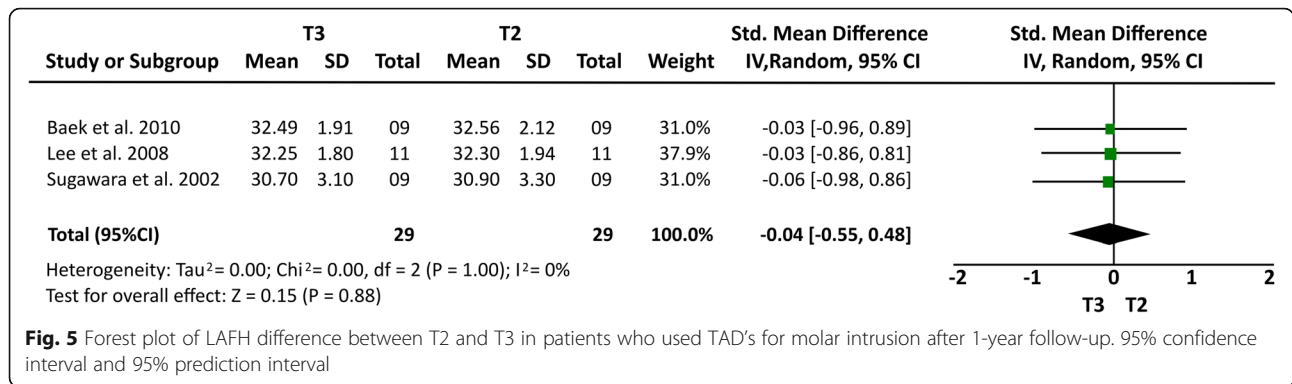 T3 T2 Std. Mean Difference Std. Mean Difference
Study or Subgroup Mean SD Total Mean SD Total Weight IV,Random, 95% CI IV, Random, 95% CI
Baek et al. 2010 32.49 1.91 09 32.56 2.12 09 31.0% -0.03 [-0.96, 0.89]
Lee et al. 2008 32.25 1.80 11 32.30 1.94 11 37.9% -0.03 [-0.86, 0.81]
Sugawara et al. 2002 30.70 3.10 09 30.90 3.30 09 31.0% -0.06 [-0.98, 0.86]
Total (95%CI) 29 29 100.0% -0.04 [-0.55, 0.48]
Heterogeneity: Tau²= 0.00; Chi²= 0.00, df = 2 (P = 1.00); I²= 0%
Test for overall effect: Z = 0.15 (P = 0.88)
-2 -1 0 1 2
T3 T2
Fig. 5 Forest plot of LAFH difference between T2 and T3 in patients who used TAD's for molar intrusion after 1-year follow-up. 95% confidence
interval and 95% prediction interval